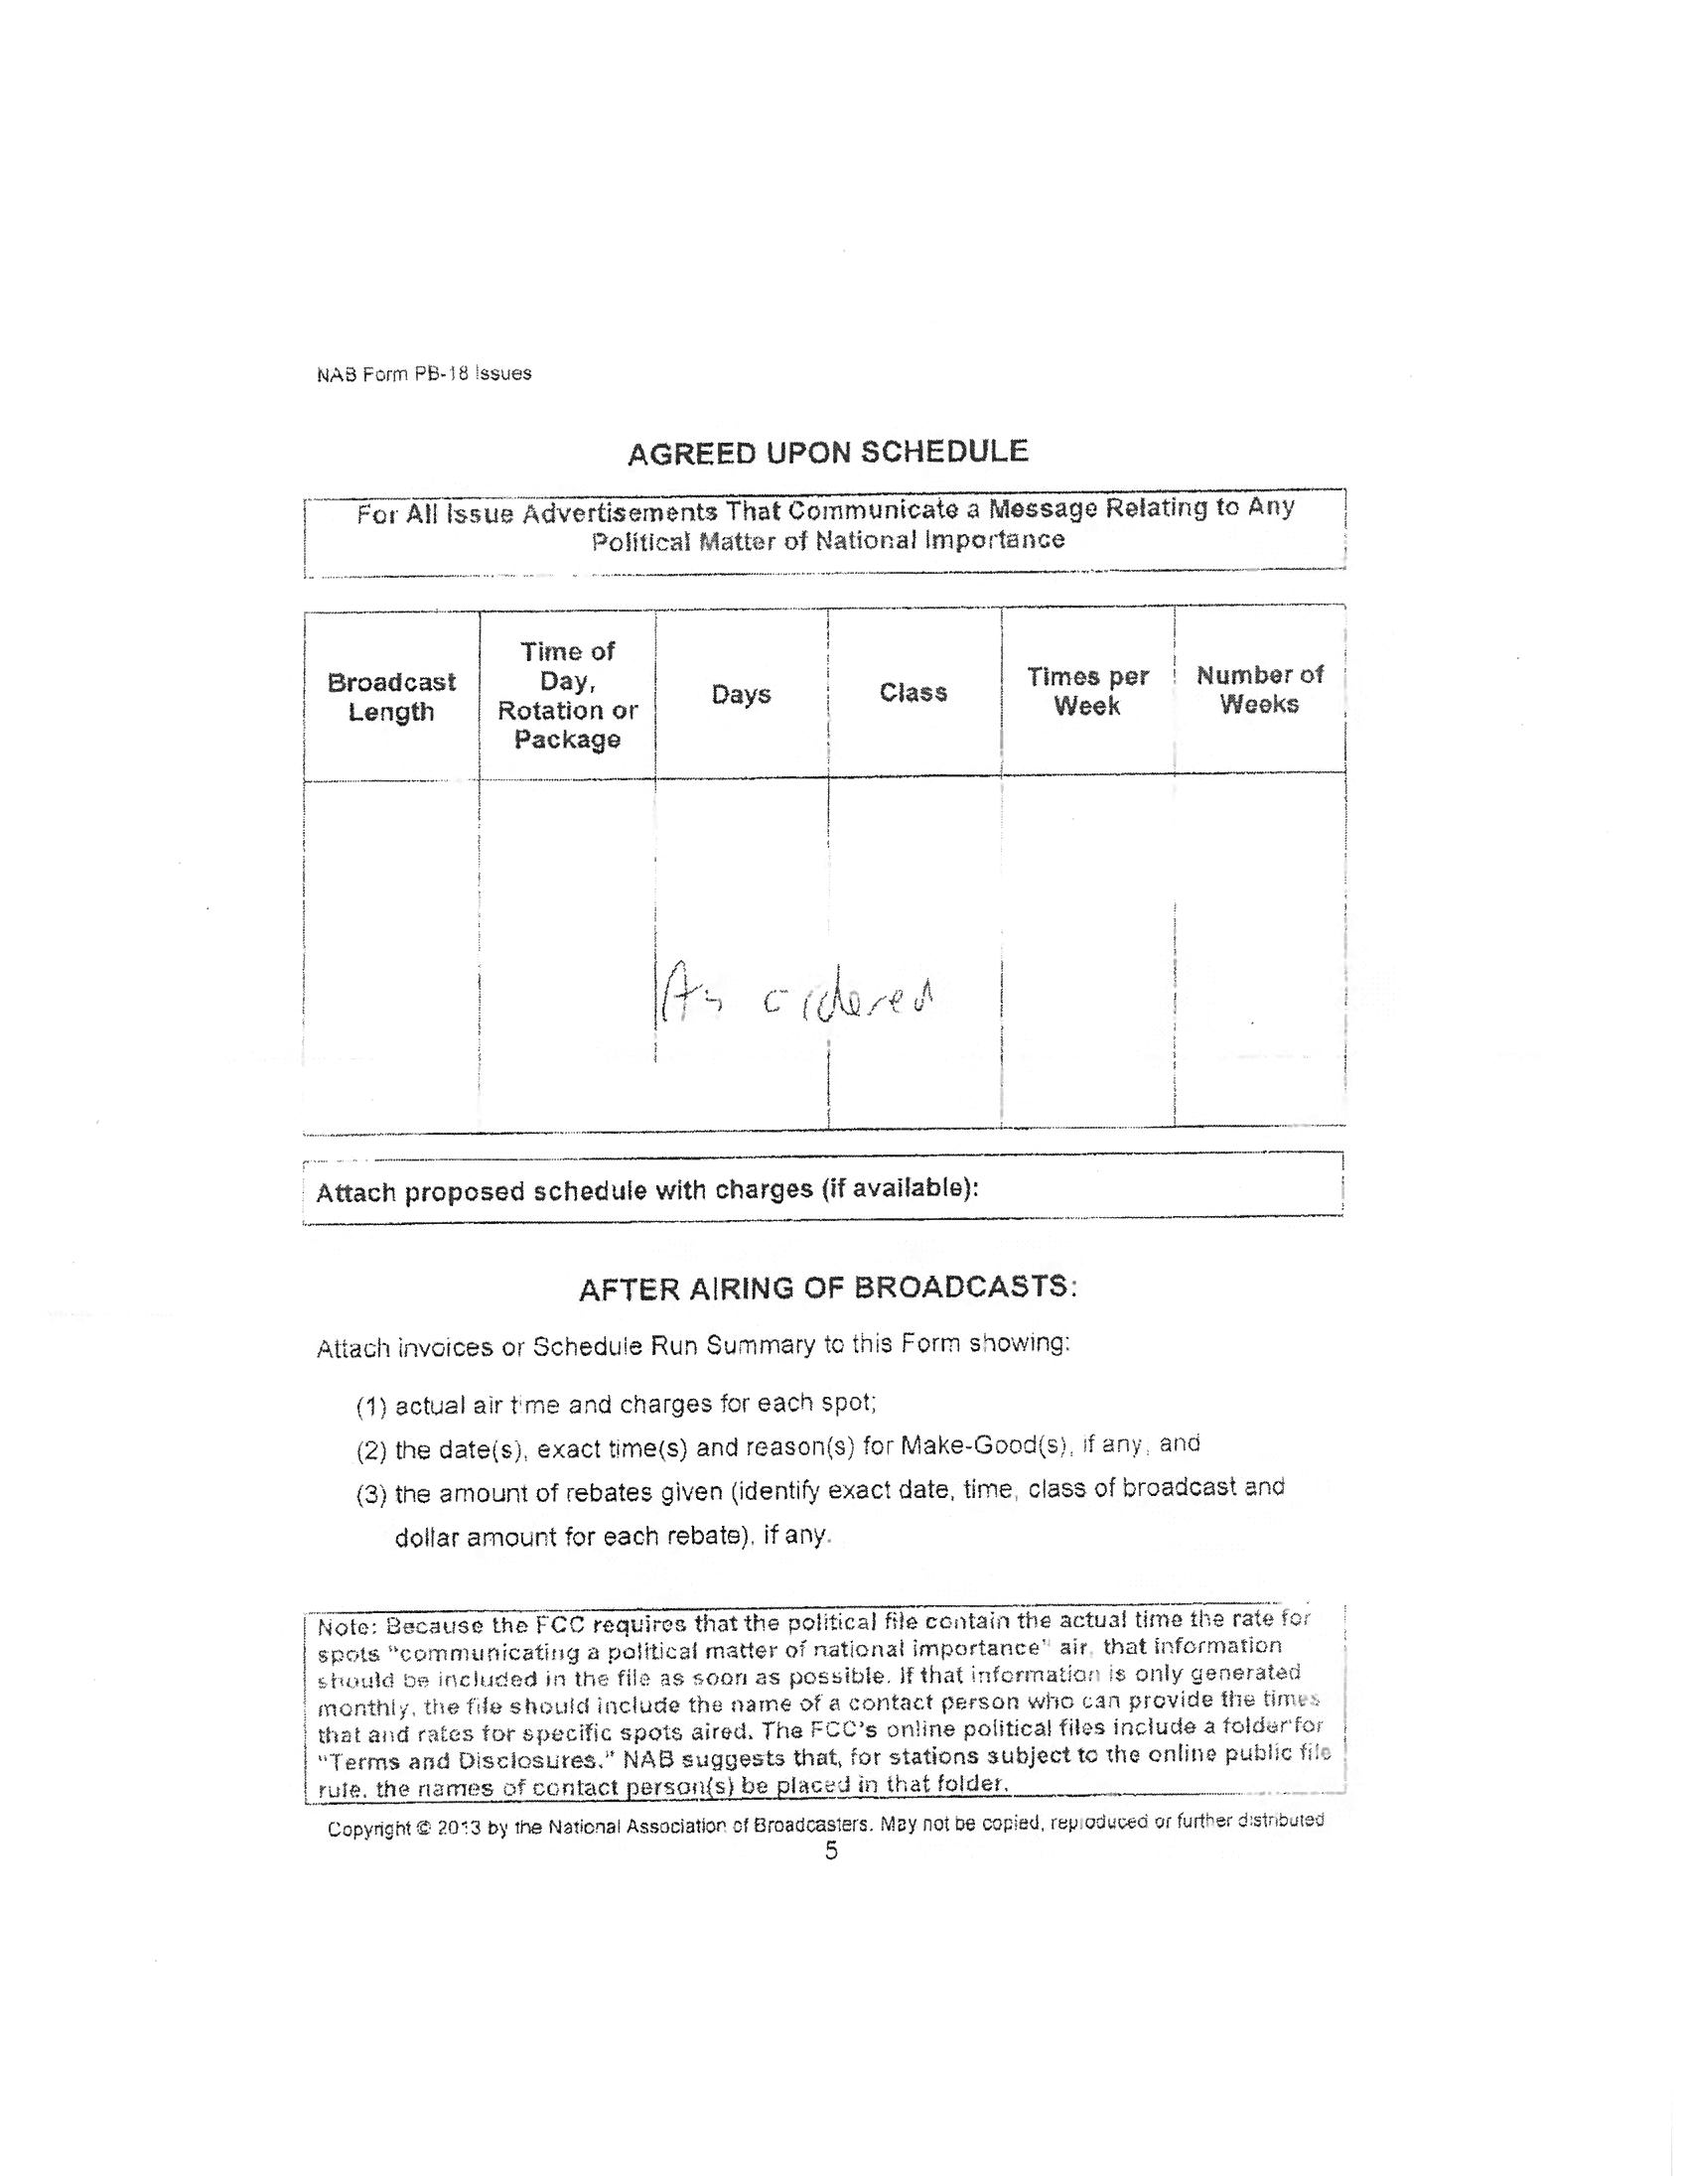 NAB Form PB-18 Issues
AGREED UPON SCHEDULE
For All Issue Advertisements That Communicate a Message Relating to Any
Political Matter of National Importance
Broadcast
Length
Time of
Day,
Rotation or
Package
Days
Class
Times per
Week
Number of
Weeks
As ordered
Attach proposed schedule with charges (if available):
AFTER AIRING OF BROADCASTS:
Attach invoices or Schedule Run Summary to this Form showing:
(1) actual air time and charges for each spot;
(2) the date(s), exact time(s) and reason(s) for Make-Good(s), if any, and
(3) the amount of rebates given (identify exact date, time, class of broadcast and
dollar amount for each rebate), if any.
Note: Because the FCC requires that the political file contain the actual time the rate for
spots "communicating a political matter of national importance" air, that information
should be included in the file as soon as possible. If that information is only generated
monthly, the file should include the name of a contact person who can provide the times
that and rates for specific spots aired. The FCC's online political files include a folder for
"Terms and Disclosures." NAB suggests that, for stations subject to the online public file
rule, the names of contact person(s) be placed in that folder.
Copyright © 2013 by the National Association of Broadcasters. May not be copied, reproduced or further distributed
5